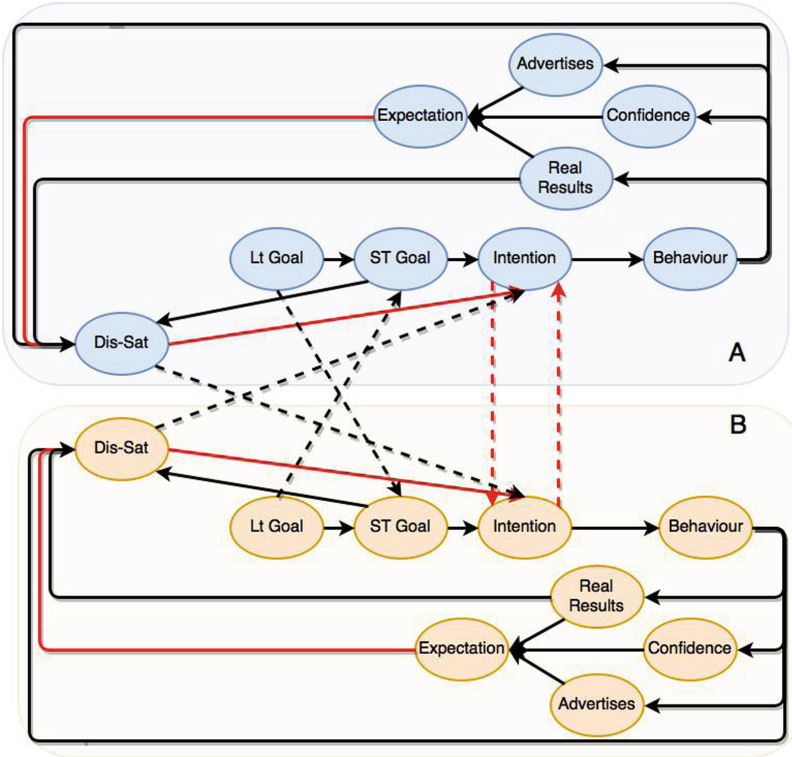 Advertises
Expectation
Confidence
Real
Results
Lt Goal
ST Goal
Intention
Behaviour
Dis-Sat
A
B
Dis-Sat
Lt Goal
ST Goal
Intention
Behaviour
Real
Results
Expectation
Confidence
Advertises